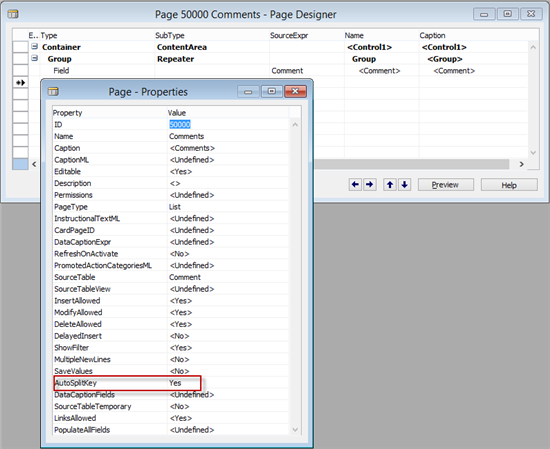 Page 50000 Comments - Page Designer
E.. Type SubType SourceExpr Name Caption
Container ContentArea <Control1> <Control1>
Group Repeater Group <Group>
Field Comment <Comment> <Comment>
Preview Help
Page - Properties
Property Value
ID 50000
Name Comments
Caption <Comments>
CaptionML <Undefined>
Editable <Yes>
Description <>
Permissions <Undefined>
PageType List
InstructionalTextML <Undefined>
CardPageID <Undefined>
DataCaptionExpr <Undefined>
RefreshOnActivate <No>
PromotedActionCategoriesML <Undefined>
SourceTable Comment
SourceTableView <Undefined>
InsertAllowed <Yes>
ModifyAllowed <Yes>
DeleteAllowed <Yes>
DelayedInsert <No>
ShowFilter <Yes>
MultipleNewLines <No>
SaveValues <No>
AutoSplitKey Yes
DataCaptionFields <Undefined>
SourceTableTemporary <No>
LinksAllowed <Yes>
PopulateAllFields <Undefined>